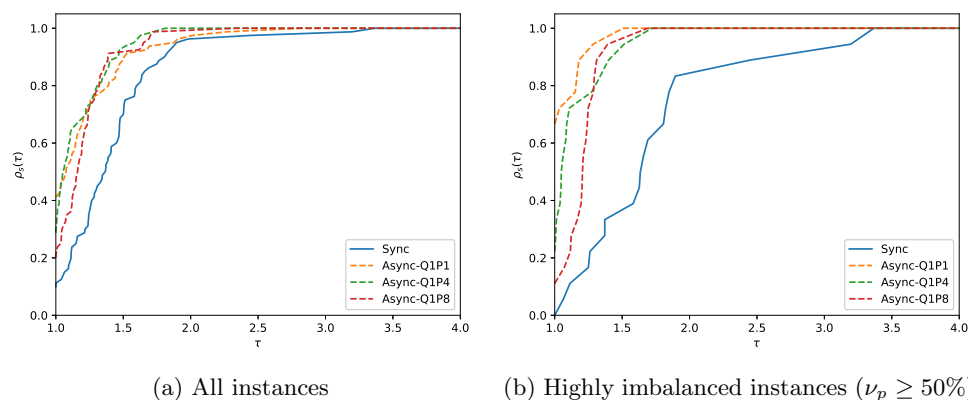 1.0
0.8
0.6
0.4
0.2
0.0
ρs(τ)
1.0 1.5 2.0 2.5 3.0 3.5 4.0
τ
Sync
Async-Q1P1
Async-Q1P4
Async-Q1P8
(a) All instances
1.0
0.8
0.6
0.4
0.2
0.0
ρs(τ)
1.0 1.5 2.0 2.5 3.0 3.5 4.0
τ
Sync
Async-Q1P1
Async-Q1P4
Async-Q1P8
(b) Highly imbalanced instances (νp ≥ 50%